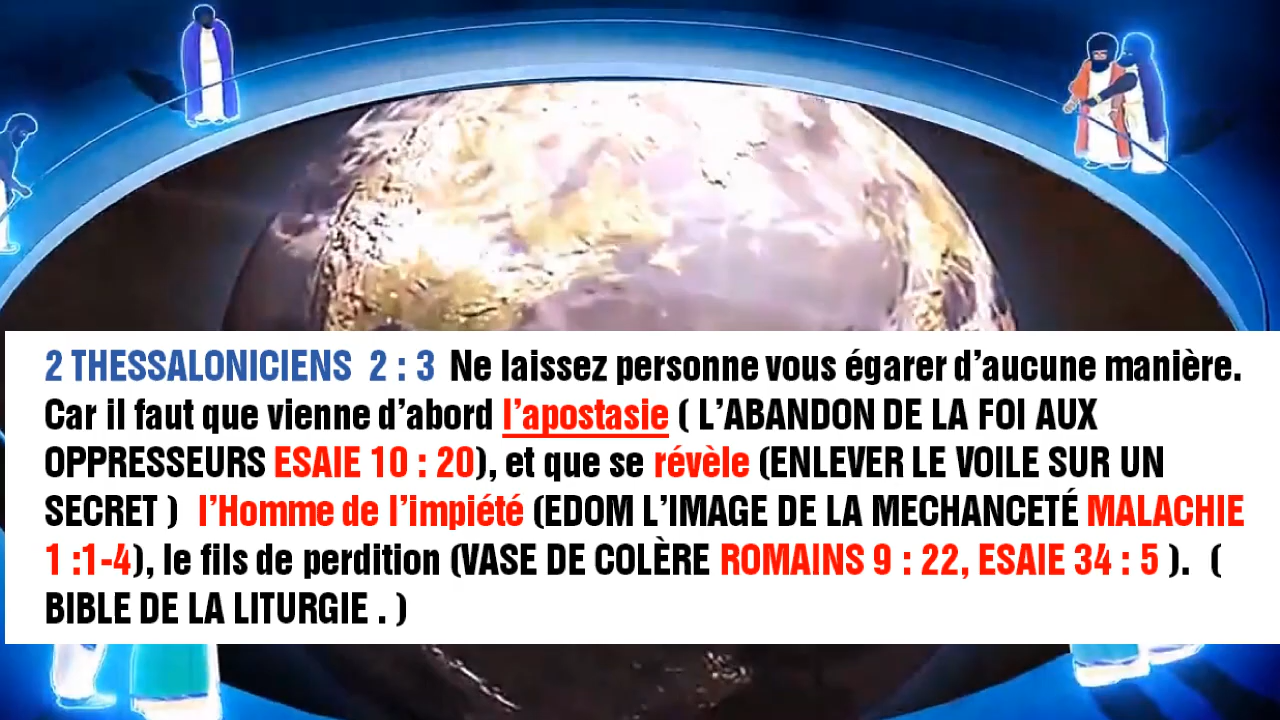 2 THESSALONICIENS 2 : 3 Ne laissez personne vous égarer d’aucune manière.
Car il faut que vienne d’abord l’apostasie ( L’ABANDON DE LA FOI AUX
OPPRESSEURS ESAIE 10 : 20), et que se révèle (ENLEVER LE VOILE SUR UN
SECRET ) l’Homme de l’impiété (EDOM L’IMAGE DE LA MECHANCETÉ MALACHIE
1 :1-4), le fils de perdition (VASE DE COLÈRE ROMAINS 9 : 22, ESAIE 34 : 5 ). (
BIBLE DE LA LITURGIE . )